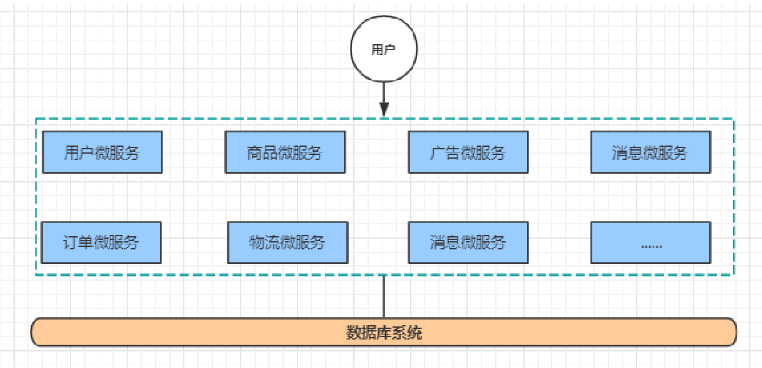 用户
用户微服务
商品微服务
广告微服务
消息微服务
订单微服务
物流微服务
消息微服务
......
数据库系统